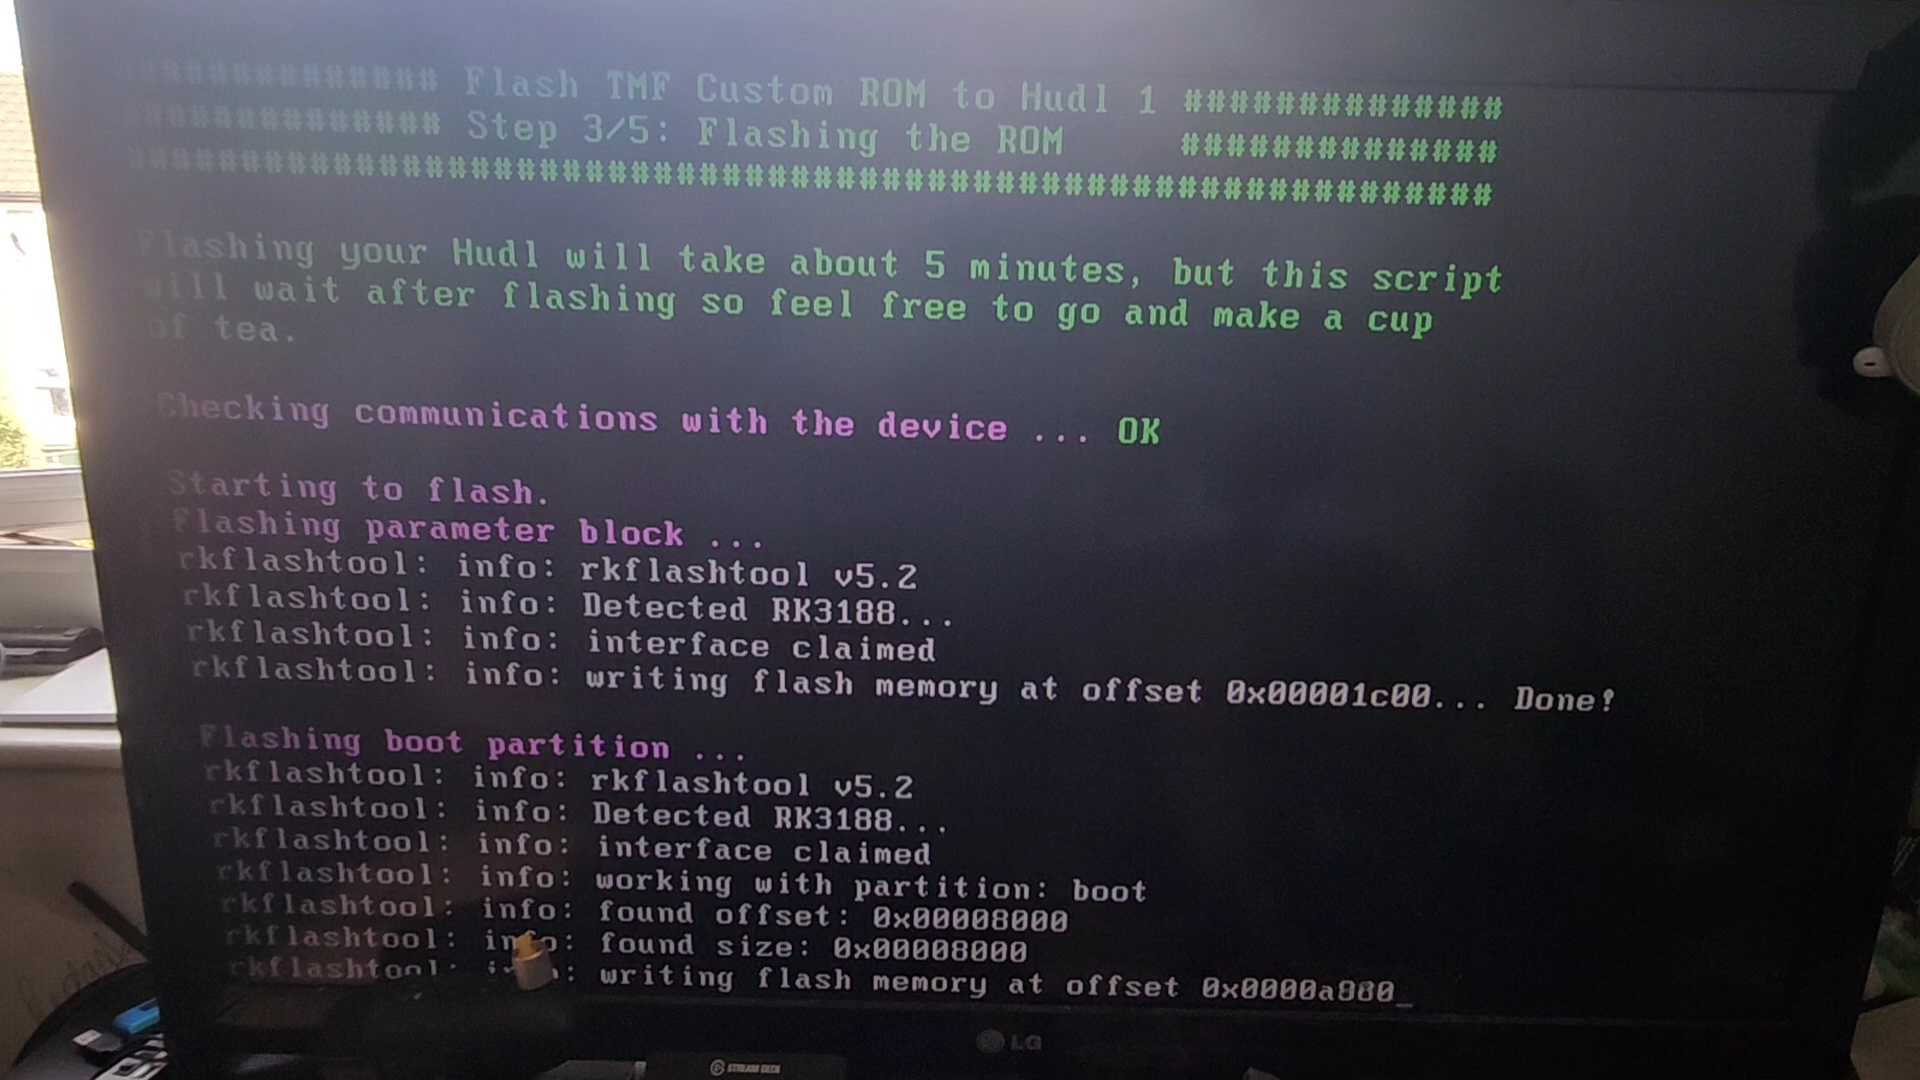 ############## Flash TMF Custom ROM to Hudl 1 ##############
############## Step 3/5: Flashing the ROM     ##############
############################################################
Flashing your Hudl will take about 5 minutes, but this script
will wait after flashing so feel free to go and make a cup
of tea.
Checking communications with the device ... OK
Starting to flash.
Flashing parameter block ...
rkflashtool: info: rkflashtool v5.2
rkflashtool: info: Detected RK3188...
rkflashtool: info: interface claimed
rkflashtool: info: writing flash memory at offset 0x00001c00... Done!
Flashing boot partition ...
rkflashtool: info: rkflashtool v5.2
rkflashtool: info: Detected RK3188...
rkflashtool: info: interface claimed
rkflashtool: info: working with partition: boot
rkflashtool: info: found offset: 0x00008000
rkflashtool: info: found size: 0x00008000
rkflashtool: info: writing flash memory at offset _
LG
STREAM DECK